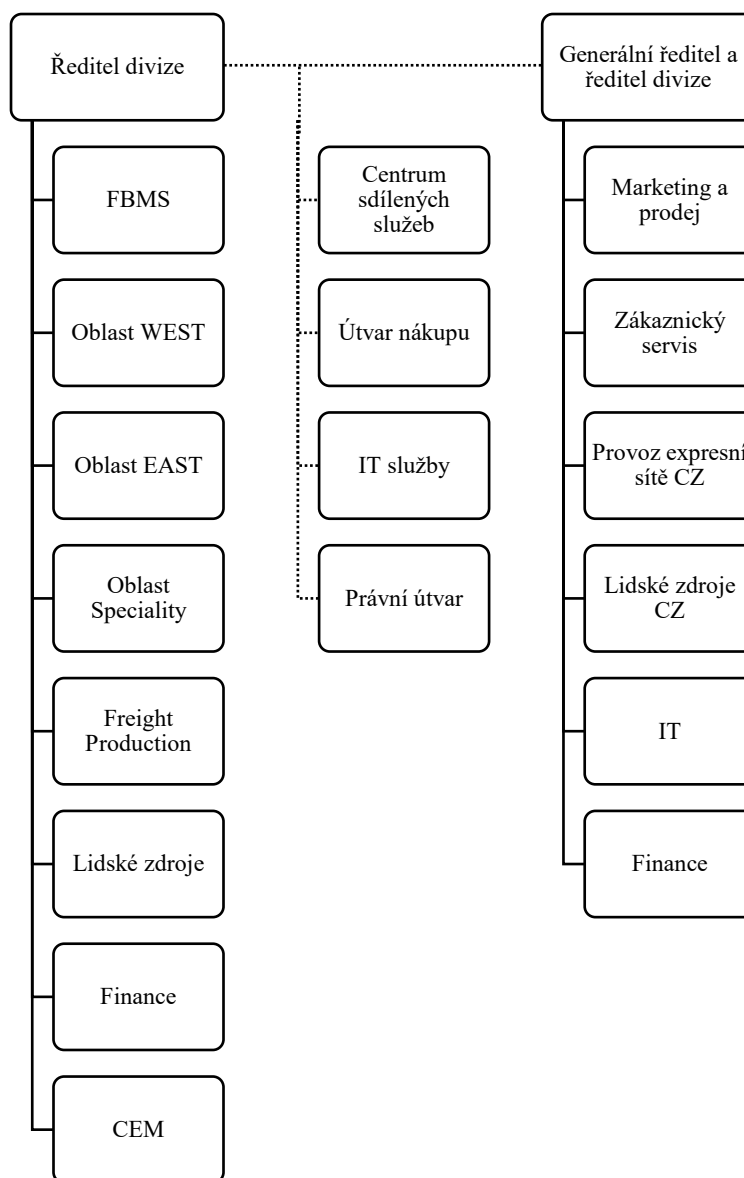 Ředitel divize
Generální ředitel a
ředitel divize
FBMS
Oblast WEST
Oblast EAST
Oblast
Speciality
Freight
Production
Lidské zdroje
Finance
CEM
Centrum
sdílených
služeb
Útvar nákupu
IT služby
Právní útvar
Marketing a
prodej
Zákaznický
servis
Provoz expresní
sítě CZ
Lidské zdroje
CZ
IT
Finance